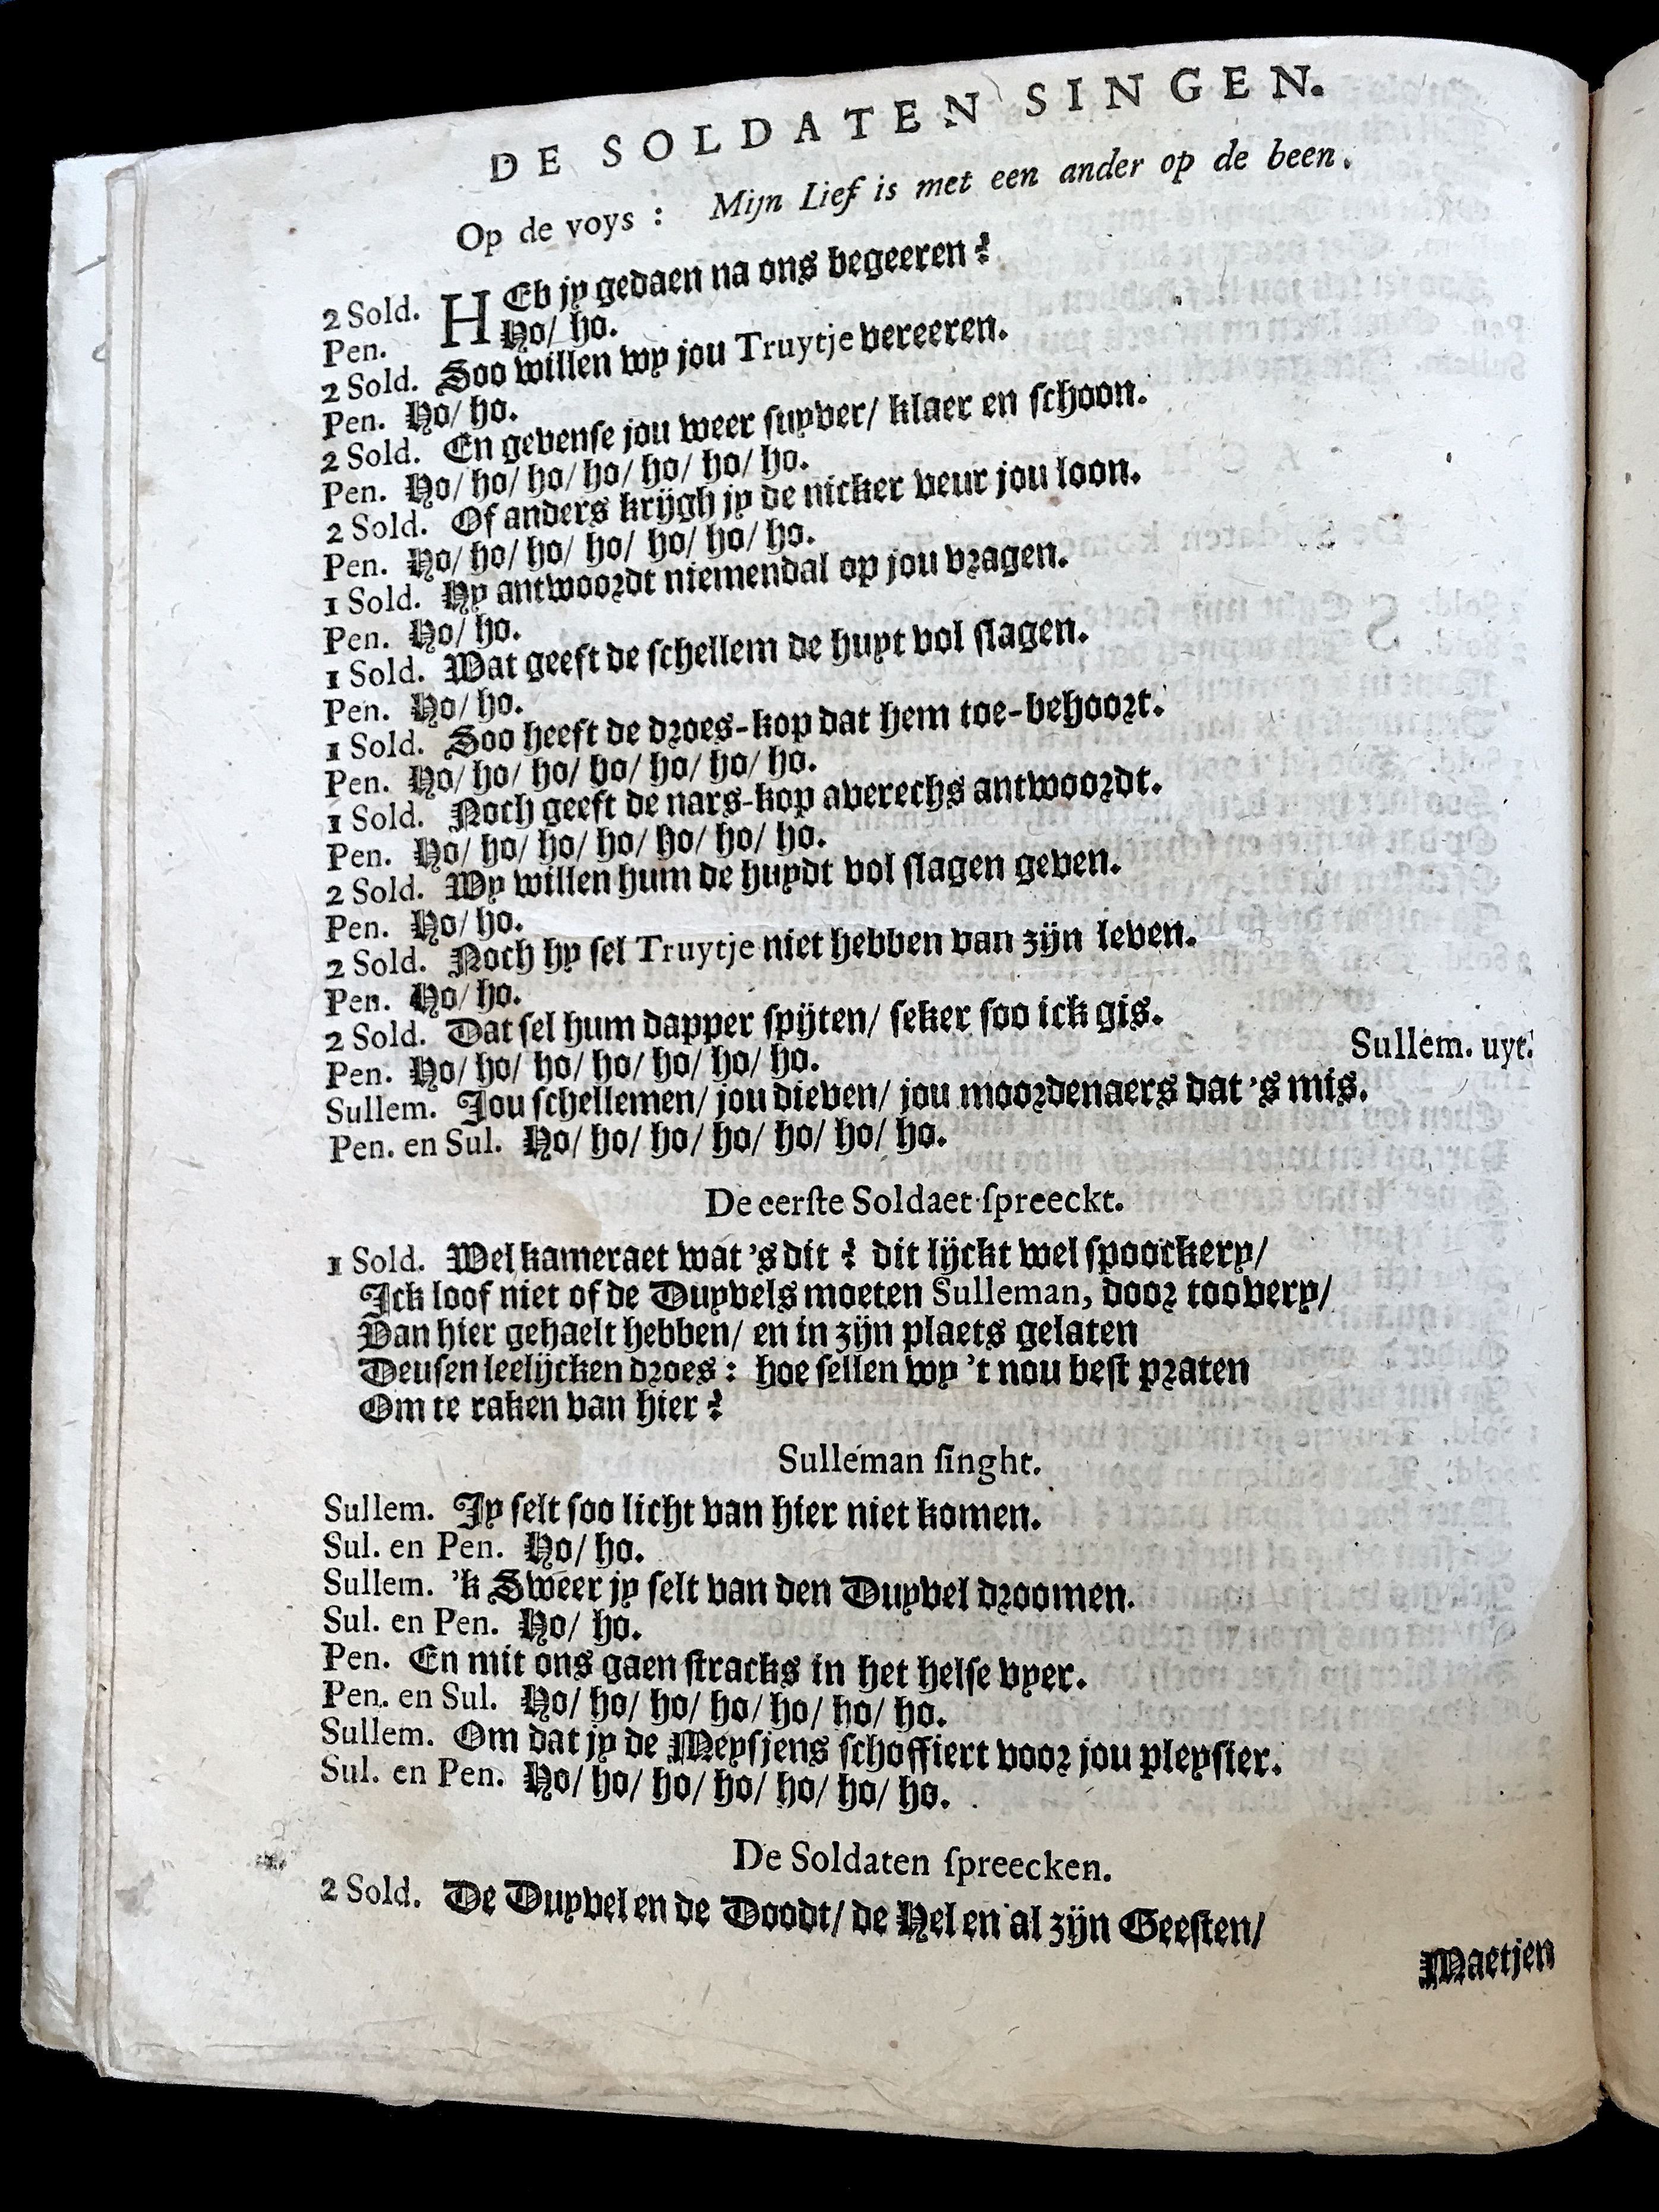 DE SOLDATEN SINGEN.
Op de voys : Mijn Lief is met een ander op de been.
2 Sold. HEb jy gedaen na ons begeeren?
Pen. Ho/ ho.
2 Sold. Soo willen wy jou Truytje vereeren.
Pen. Ho/ ho.
2 Sold. En gevenſe jou weer ſuyver/ klaer en ſchoon.
Pen. Ho/ ho/ ho/ ho/ ho/ ho/ ho.
2 Sold. Of anders krijgh jy de nicker veur jou loon.
Pen. Ho/ ho/ ho/ ho/ ho/ ho/ ho.
1 Sold. Hy antwoordt niemendal op jou vragen.
Pen. Ho/ ho.
1 Sold. Wat geeft de ſchellem de huyt vol ſlagen.
Pen. Ho/ ho.
1 Sold. Soo heeft de droes-kop dat hem toe-behoort.
Pen. Ho/ ho/ ho/ ho/ ho/ ho/ ho.
1 Sold. Noch geeft de nars-kop averechs antwoordt.
Pen. Ho/ ho/ ho/ ho/ ho/ ho/ ho.
2 Sold. Wy willen hum de huydt vol ſlagen geven.
Pen. Ho/ ho.
2 Sold. Noch hy ſel Truytje niet hebben van zijn leven.
Pen. Ho/ ho.
2 Sold. Dat ſel hum dapper ſpijten/ ſeker ſoo ick gis.
Pen. Ho/ ho/ ho/ ho/ ho/ ho/ ho. Sullem. uyt.
Sullem. Jou ſchellemen/ jou dieven/ jou moordenaers dat 's mis.
Pen. en Sul. Ho/ ho/ ho/ ho/ ho/ ho/ ho.
De eerſte Soldaet ſpreeckt.
1 Sold. Wel kameraet wat 's dit? dit lijckt wel ſpoockery/
Ick loof niet of de Duyvels moeten Sulleman, door toovery/
Van hier gehaelt hebben/ en in zijn plaets gelaten
Deuſen leelijcken droes : hoe ſellen wy 't nou beſt praten
Om te raken van hier?
Sulleman ſinght.
Sullem. Jy ſelt ſoo licht van hier niet komen.
Sul. en Pen. Ho/ ho.
Sullem. 'k Sweer jy ſelt van den Duyvel droomen.
Sul. en Pen. Ho/ ho.
Pen. En mit ons gaen ſtracks in het helſe vyer.
Pen. en Sul. Ho/ ho/ ho/ ho/ ho/ ho/ ho.
Sullem. Om dat jy de Meysjens ſchoffiert voor jou pleyſier.
Sul. en Pen. Ho/ ho/ ho/ ho/ ho/ ho/ ho.
De Soldaten ſpreecken.
2 Sold. De Duyvel en de Doodt/ de Hel en al zijn Geeſten/
Maetjen